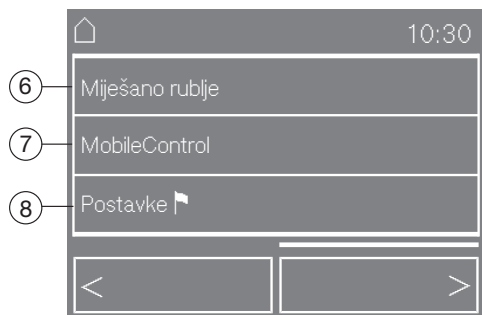 10:30
6 Miješano rublje
7 MobileControl
8 Postavke
< >